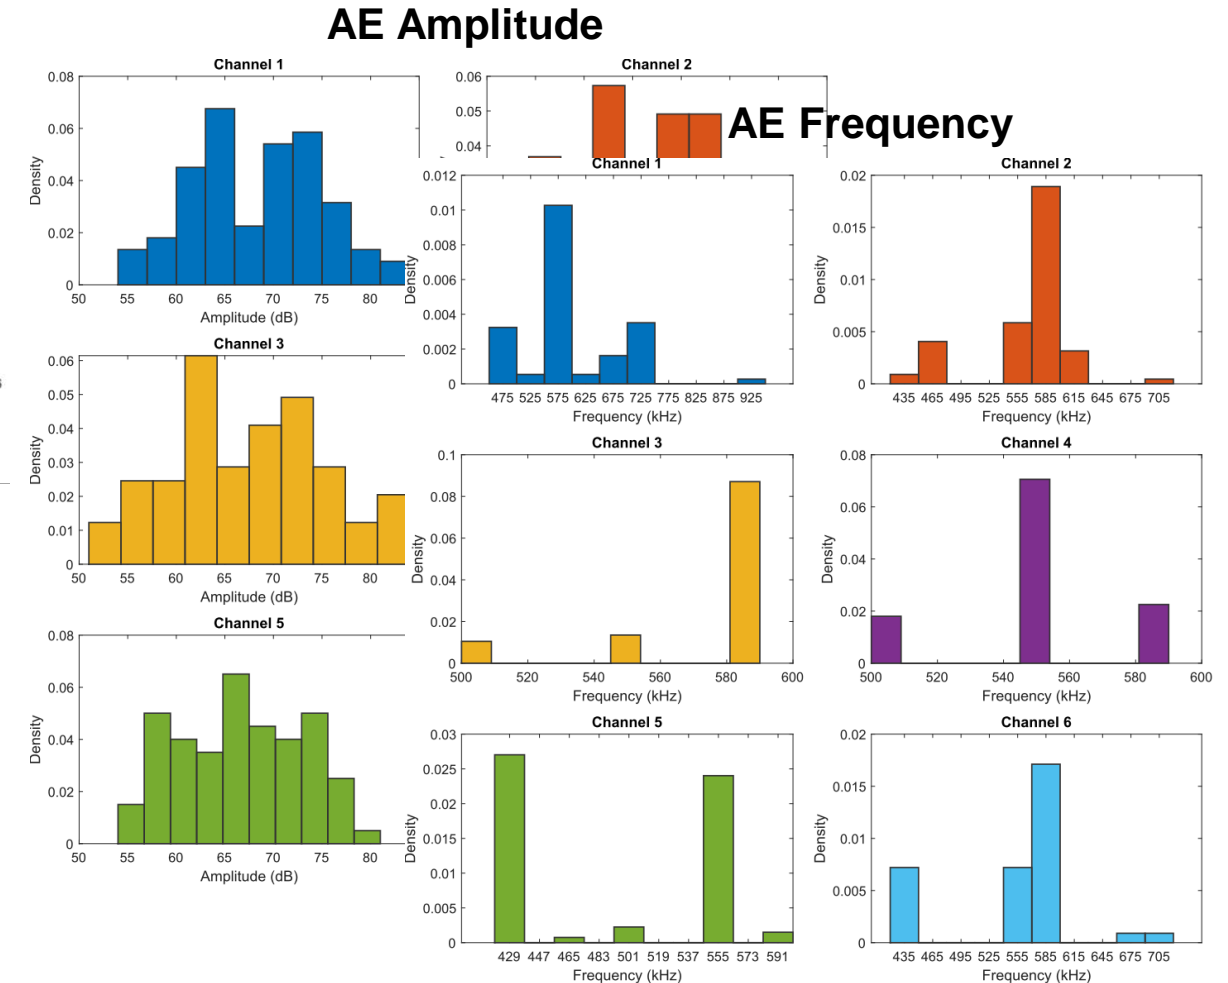 AE Amplitude
Channel 1
0.08
0.06
0.04
0.02
0
Density
50 55 60 65 70 75 80
Amplitude (dB)
Channel 2
0.06
0.05
0.04
AE Frequency
Channel 3
0.06
0.05
0.04
0.03
0.02
0.01
0
Density
50 55 60 65 70 75 80
Amplitude (dB)
Channel 5
0.08
0.06
0.04
0.02
0
Density
50 55 60 65 70 75 80
Amplitude (dB)
Channel 1
0.012
0.01
0.008
0.006
0.004
0.002
0
Density
475 525 575 625 675 725 775 825 875 925
Frequency (kHz)
Channel 2
0.02
0.015
0.01
0.005
0
Density
435 465 495 525 555 585 615 645 675 705
Frequency (kHz)
Channel 3
0.1
0.08
0.06
0.04
0.02
0
Density
500 520 540 560 580 600
Frequency (kHz)
Channel 4
0.08
0.06
0.04
0.02
0
Density
500 520 540 560 580 600
Frequency (kHz)
Channel 5
0.03
0.025
0.02
0.015
0.01
0.005
0
Density
429 447 465 483 501 519 537 555 573 591
Frequency (kHz)
Channel 6
0.02
0.015
0.01
0.005
0
Density
435 465 495 525 555 585 615 645 675 705
Frequency (kHz)